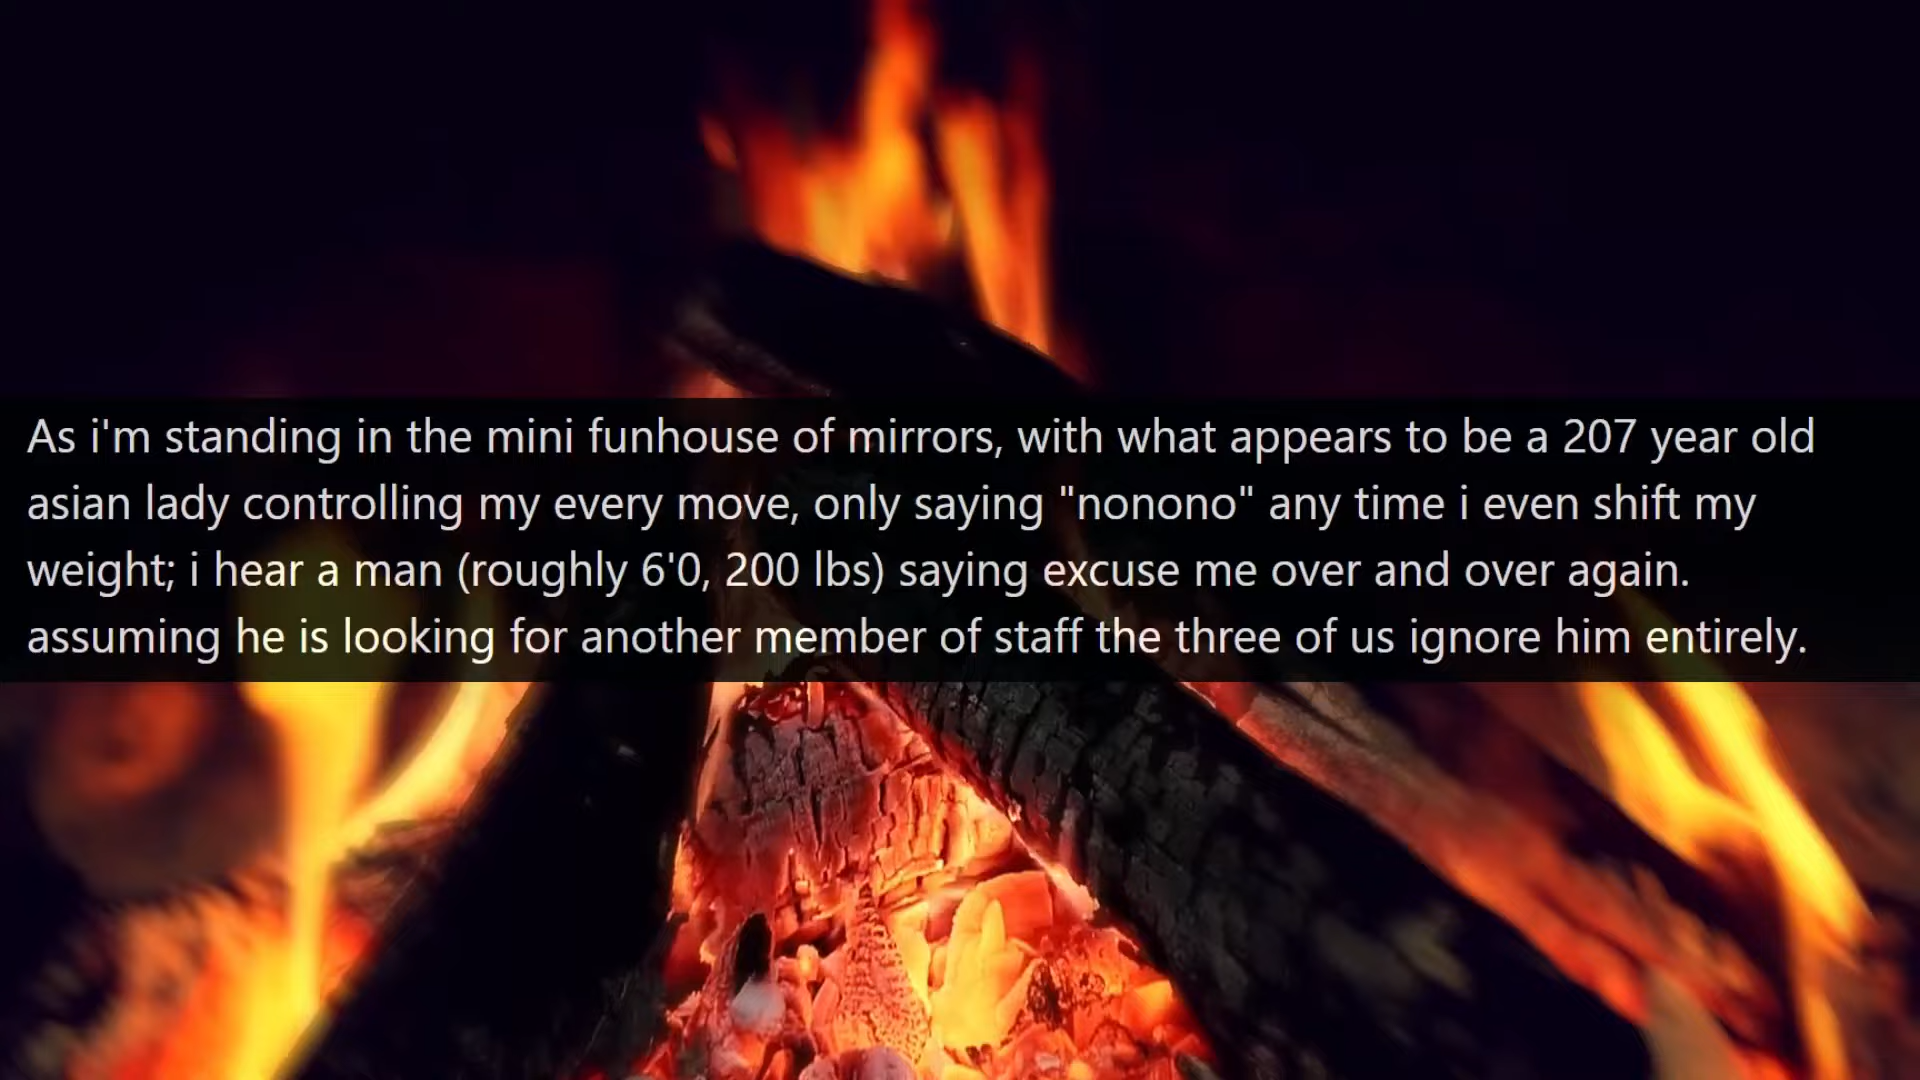 As i'm standing in the mini funhouse of mirrors, with what appears to be a 207 year old
asian lady controlling my every move, only saying "nonono" any time i even shift my
weight; i hear a man (roughly 6'0, 200 lbs) saying excuse me over and over again.
assuming he is looking for another member of staff the three of us ignore him entirely.